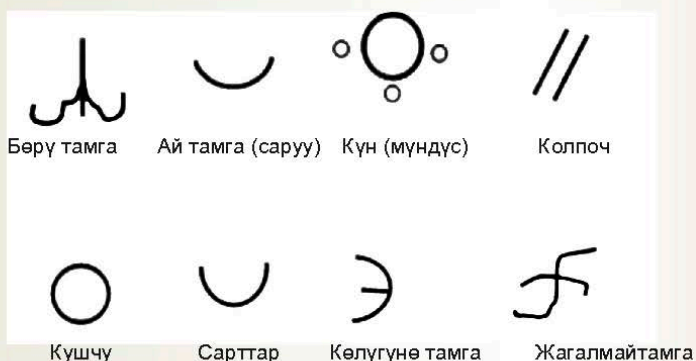 Бөрү тамга Ай тамга (саруу) Күн (мүндүс) Колпоч
Кушчу Сарттар Көлүгүнө тамга Жагалмайтамга